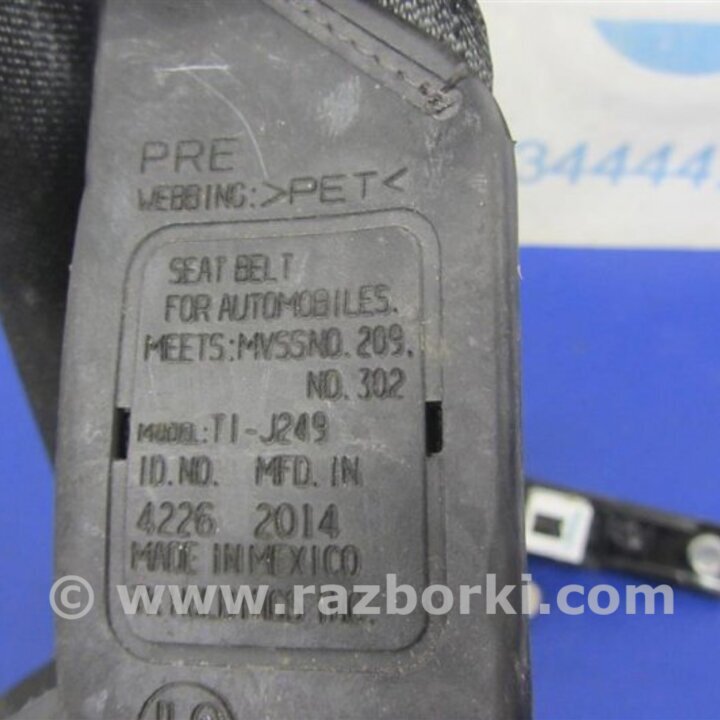 PRE
WEBBING: >PET<
34444
SEAT BELT
FOR AUTOMOBILES.
MEETS: MVSSNO. 209.
NO. 302
MODEL: TI-J249
ID.NO. MFD. IN
4226 2014
MADE IN MEXICO
© www.razborki.com